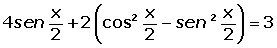 4sen x/2 + 2(cos² x/2 − sen² x/2) = 3